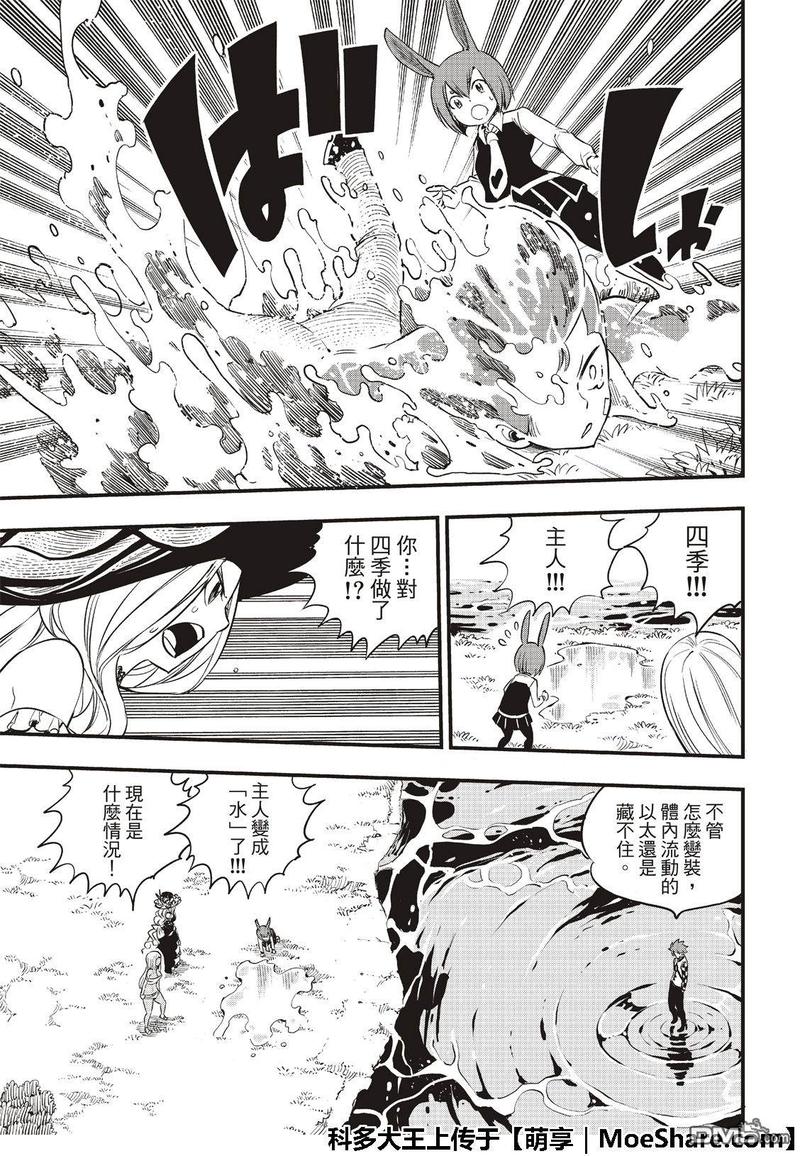 ばしゃ
四季!!!
主人!!!
你…對
四季做了
什麼!?
不管
怎麼變裝，
體內流動的
以太還是
藏不住。
主人變成
「水」了!!!
現在是
什麼情況！
科多大王上传于【萌享｜MoeShare.com】